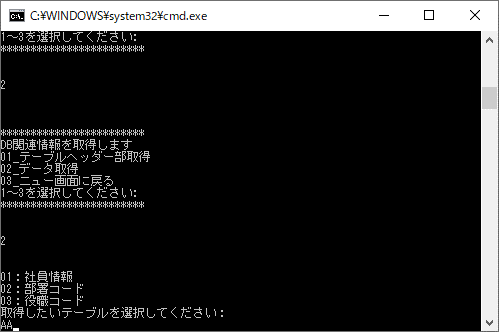 C:¥WINDOWS¥system32¥cmd.exe
1～3を選択してください:
************************
2
************************
DB関連情報を取得します
01_テーブルヘッダー部取得
02_データ取得
03_ニュー画面に戻る
1～3を選択してください:
************************
2
01：社員情報
02：部署コード
03：役職コード
取得したいテーブルを選択してください：
AA